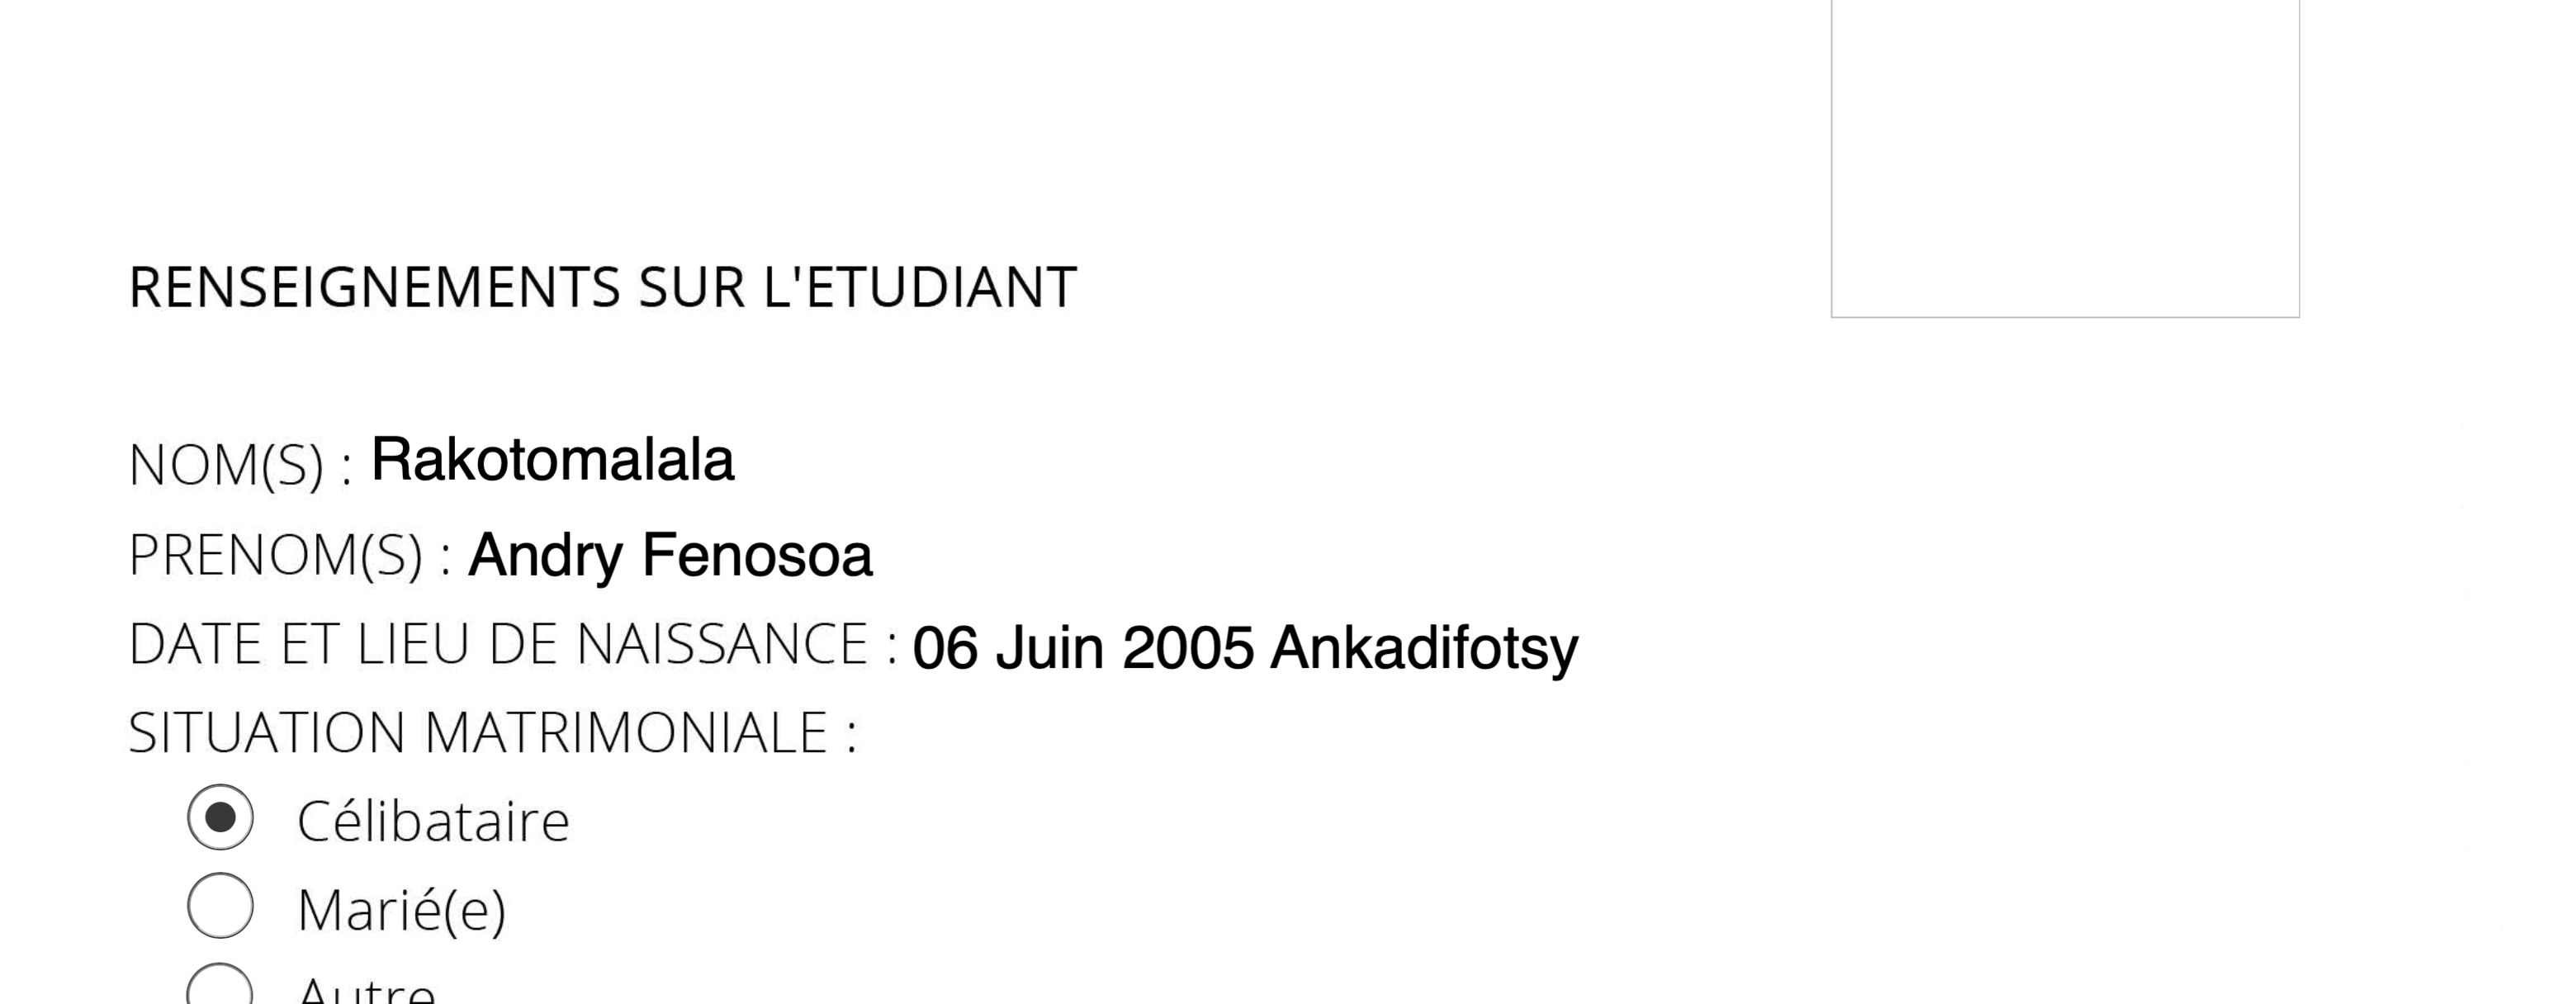 RENSEIGNEMENTS SUR L'ETUDIANT
NOM(S) : Rakotomalala
PRENOM(S) : Andry Fenosoa
DATE ET LIEU DE NAISSANCE : 06 Juin 2005 Ankadifotsy
SITUATION MATRIMONIALE :
Célibataire
Marié(e)
Autre